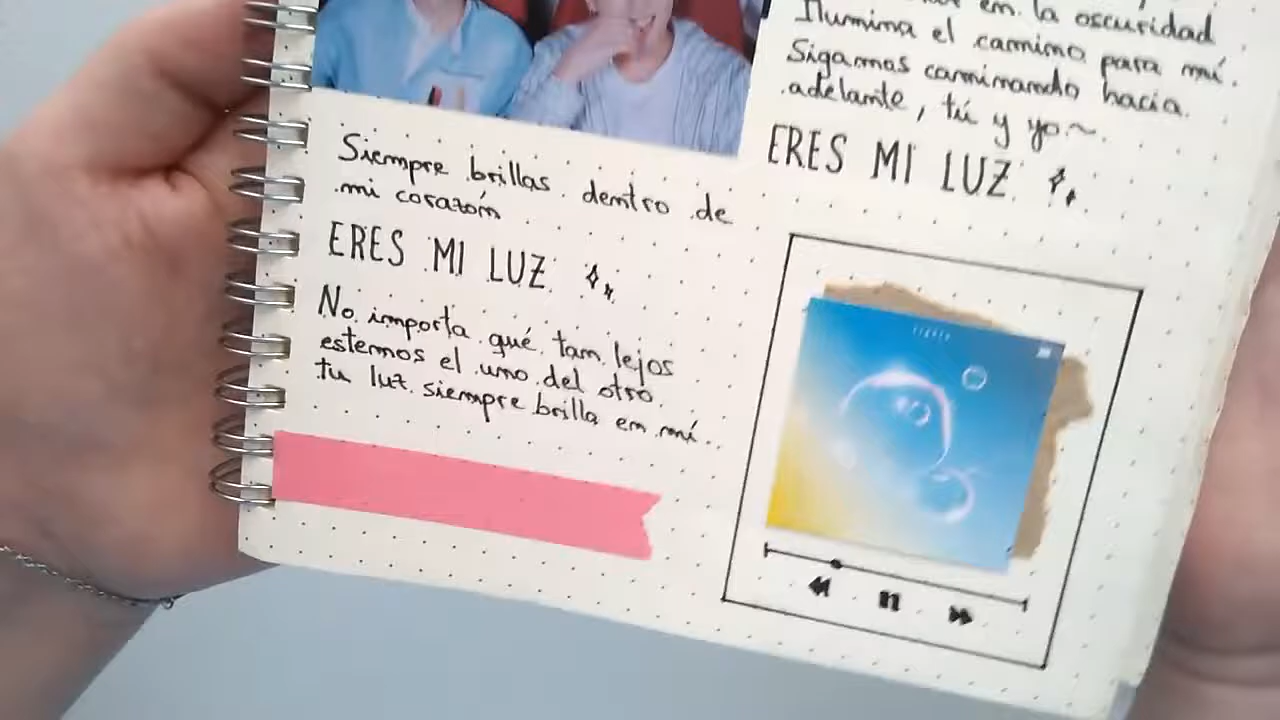 Siempre brillas dentro de
mi corazón
ERES MI LUZ
No importa qué tan lejos
estemos el uno del otro
tu luz siempre brilla en mí..
en la oscuridad
Ilumina el camino para mí.
Sigamos caminando hacia
adelante, tú y yo~.
ERES MI LUZ
LIGHTS